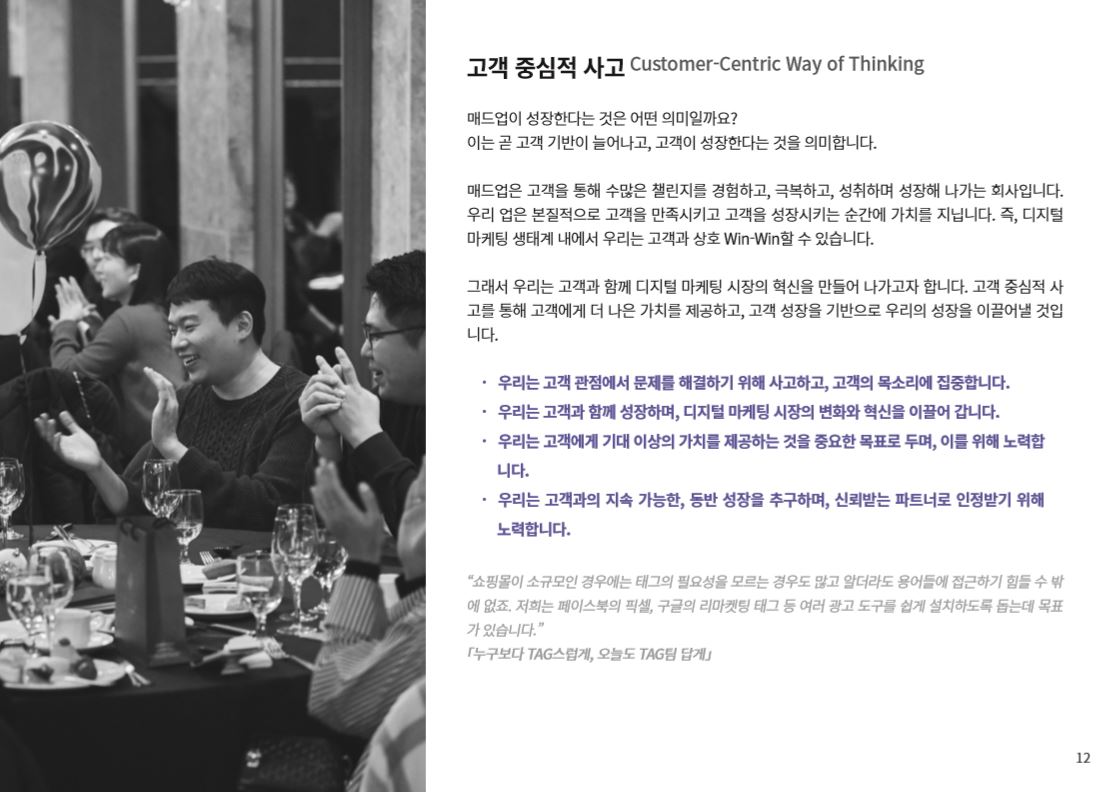 고객 중심적 사고 Customer-Centric Way of Thinking
매드업이 성장한다는 것은 어떤 의미일까요?
이는 곧 고객 기반이 늘어나고, 고객이 성장한다는 것을 의미합니다.
매드업은 고객을 통해 수많은 챌린지를 경험하고, 극복하고, 성취하며 성장해 나가는 회사입니다.
우리 업은 본질적으로 고객을 만족시키고 고객을 성장시키는 순간에 가치를 지닙니다. 즉, 디지털
마케팅 생태계 내에서 우리는 고객과 상호 Win-Win할 수 있습니다.
그래서 우리는 고객과 함께 디지털 마케팅 시장의 혁신을 만들어 나가고자 합니다. 고객 중심적 사
고를 통해 고객에게 더 나은 가치를 제공하고, 고객 성장을 기반으로 우리의 성장을 이끌어낼 것입
니다.
· 우리는 고객 관점에서 문제를 해결하기 위해 사고하고, 고객의 목소리에 집중합니다.
· 우리는 고객과 함께 성장하며, 디지털 마케팅 시장의 변화와 혁신을 이끌어 갑니다.
· 우리는 고객에게 기대 이상의 가치를 제공하는 것을 중요한 목표로 두며, 이를 위해 노력합
니다.
· 우리는 고객과의 지속 가능한, 동반 성장을 추구하며, 신뢰받는 파트너로 인정받기 위해
노력합니다.
“쇼핑몰이 소규모인 경우에는 태그의 필요성을 모르는 경우도 많고 알더라도 용어들에 접근하기 힘들 수 밖
에 없죠. 저희는 페이스북의 픽셀, 구글의 리마켓팅 태그 등 여러 광고 도구를 쉽게 설치하도록 돕는데 목표
가 있습니다.”
「누구보다 TAG스럽게, 오늘도 TAG팀 답게」
12